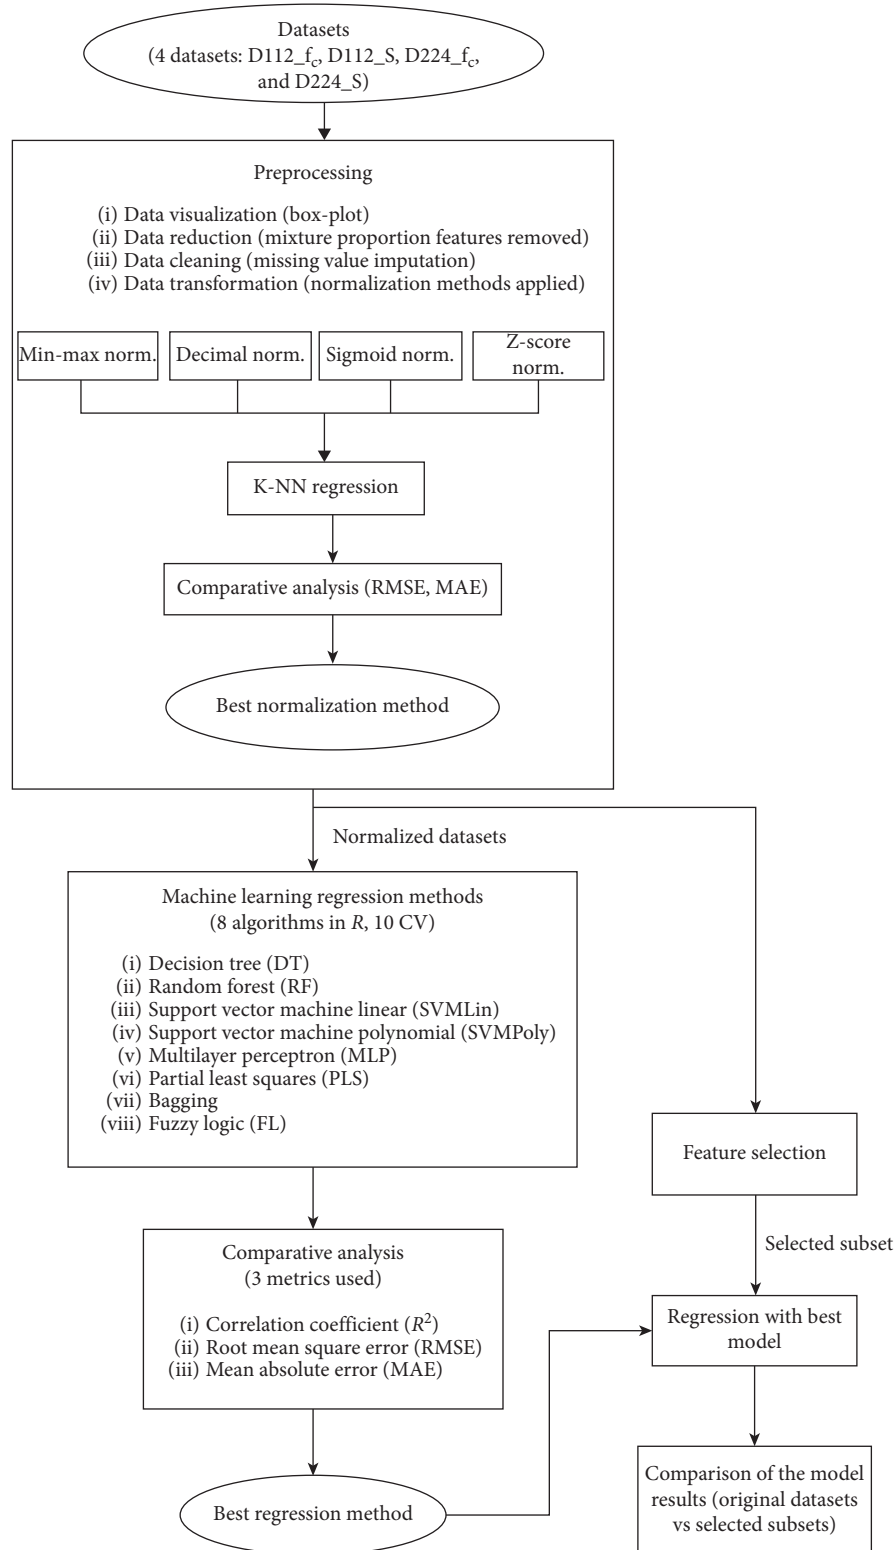 Datasets
(4 datasets: D112_fc, D112_S, D224_fc,
and D224_S)
Preprocessing
(i) Data visualization (box-plot)
(ii) Data reduction (mixture proportion features removed)
(iii) Data cleaning (missing value imputation)
(iv) Data transformation (normalization methods applied)
Min-max norm.
Decimal norm.
Sigmoid norm.
Z-score
norm.
K-NN regression
Comparative analysis (RMSE, MAE)
Best normalization method
Normalized datasets
Machine learning regression methods
(8 algorithms in R, 10 CV)
(i) Decision tree (DT)
(ii) Random forest (RF)
(iii) Support vector machine linear (SVMLin)
(iv) Support vector machine polynomial (SVMPoly)
(v) Multilayer perceptron (MLP)
(vi) Partial least squares (PLS)
(vii) Bagging
(viii) Fuzzy logic (FL)
Feature selection
Selected subset
Comparative analysis
(3 metrics used)
(i) Correlation coefficient (R²)
(ii) Root mean square error (RMSE)
(iii) Mean absolute error (MAE)
Regression with best
model
Best regression method
Comparison of the model
results (original datasets
vs selected subsets)